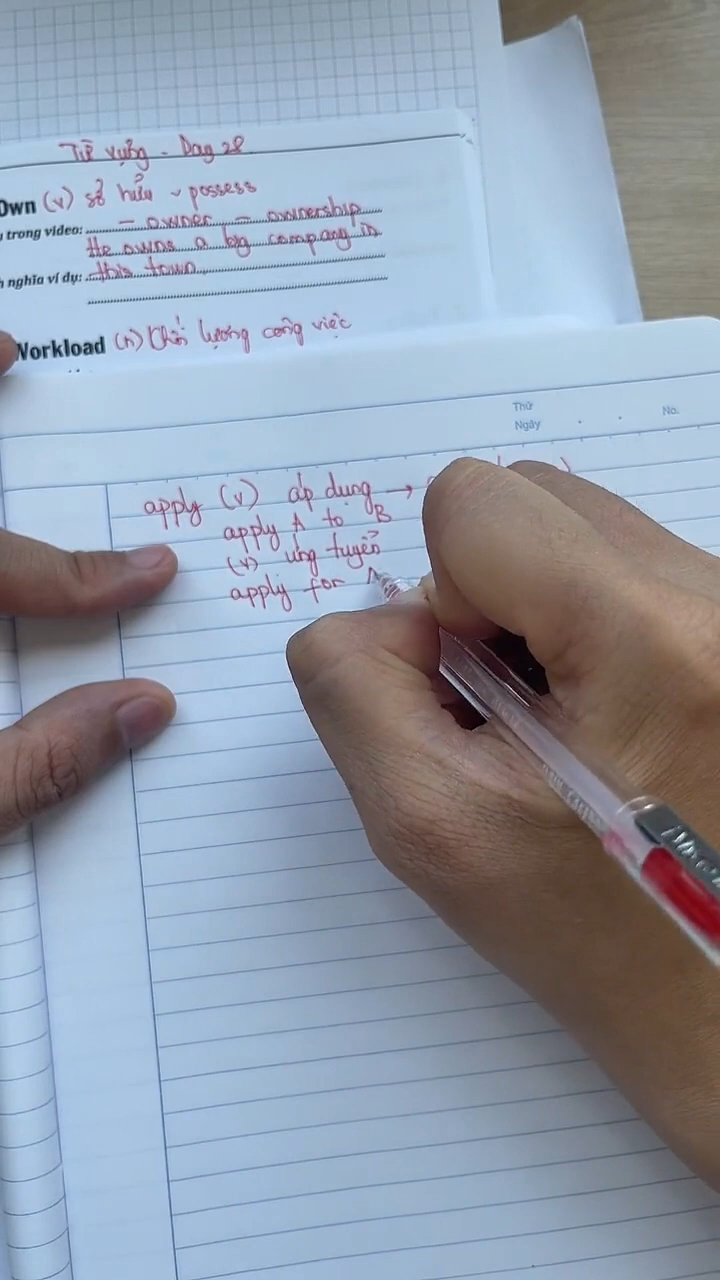 Từ vựng - Day 28
Own (v) sở hữu ~ possess
trong video: - owner - ownership
He owns a big company in
nghĩa ví dụ: this town
Workload (n) Khối lượng công việc
Thứ
Ngày
No.
apply (v) áp dụng →
apply A to B
(v) ứng tuyển
apply for